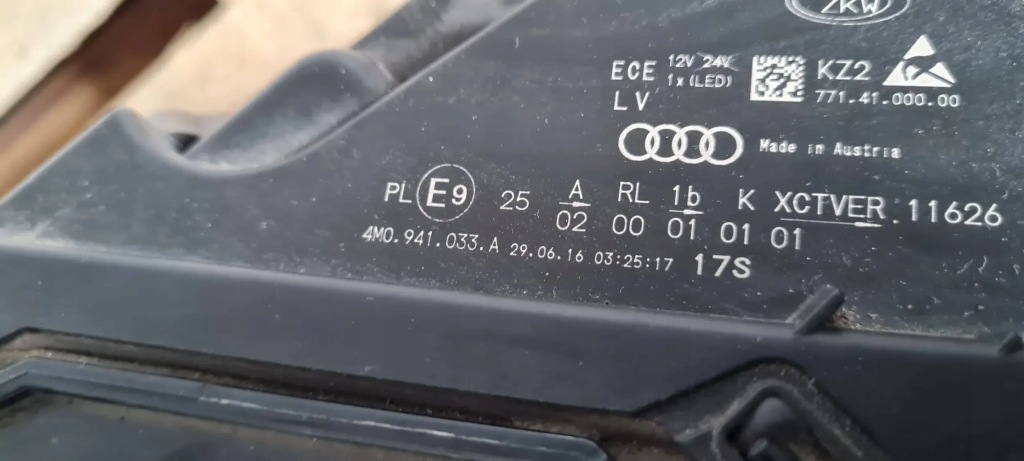 ZKW
ECE 12V 24V KZ2
1x (LED)
LV 771.41.000.00
Made in Austria
PL E9 25 A RL 1b K XCTVER 11626
02 00 01 01 01
4M0.941.033.A 29.06.16 03:25:17 17S